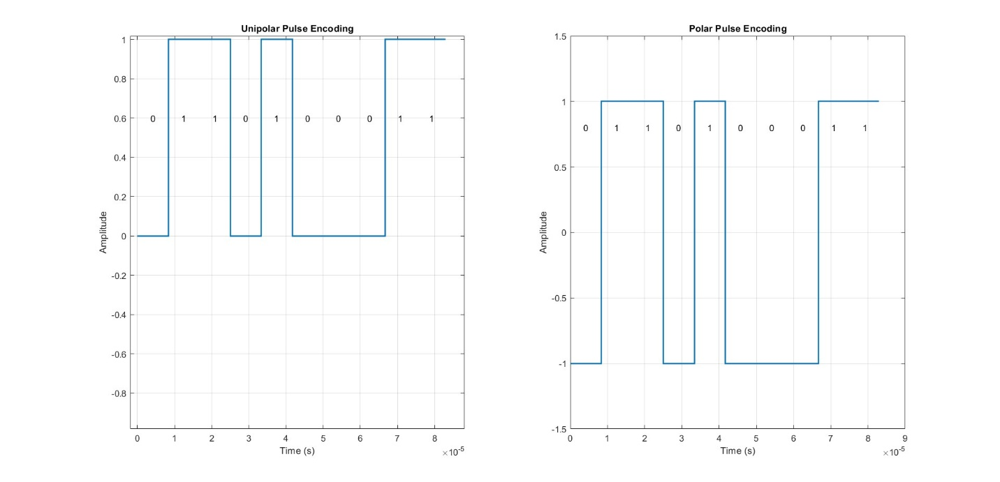 Unipolar Pulse Encoding
1
0.8
0.6
0.4
0.2
0
-0.2
-0.4
-0.6
-0.8
Amplitude
0 1 1 0 1 0 0 0 1 1
0 1 2 3 4 5 6 7 8
Time (s)
×10-5
Polar Pulse Encoding
1.5
1
0.5
0
-0.5
-1
-1.5
Amplitude
0 1 1 0 1 0 0 0 1 1
0 1 2 3 4 5 6 7 8 9
Time (s)
×10-5